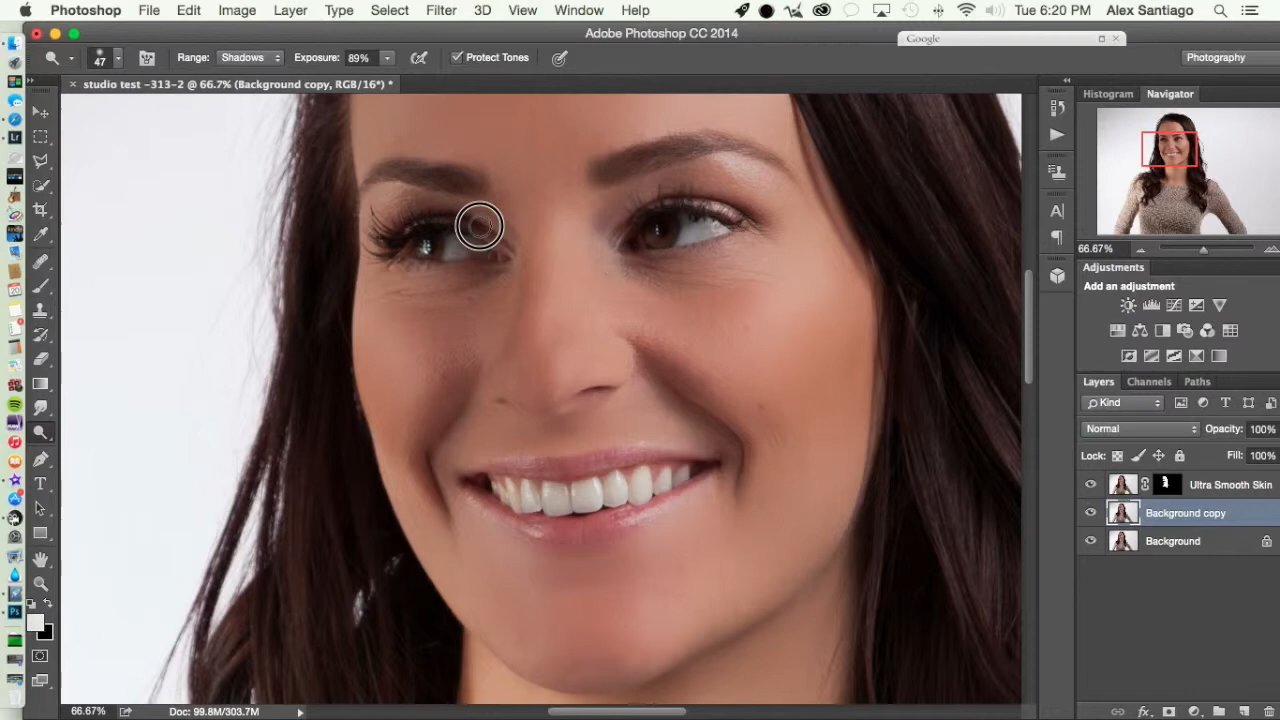 Photoshop File Edit Image Layer Type Select Filter 3D View Window Help Tue 6:20 PM Alex Santiago
Adobe Photoshop CC 2014
Google
47 Range: Shadows Exposure: 89% Protect Tones Photography
× studio test -313-2 @ 66.7% (Background copy, RGB/16*) *
Histogram Navigator
66.67%
Adjustments
Add an adjustment
Layers Channels Paths
Kind
Normal Opacity: 100%
Lock: Fill: 100%
Ultra Smooth Skin
Background copy
Background
66.67% Doc: 99.8M/303.7M